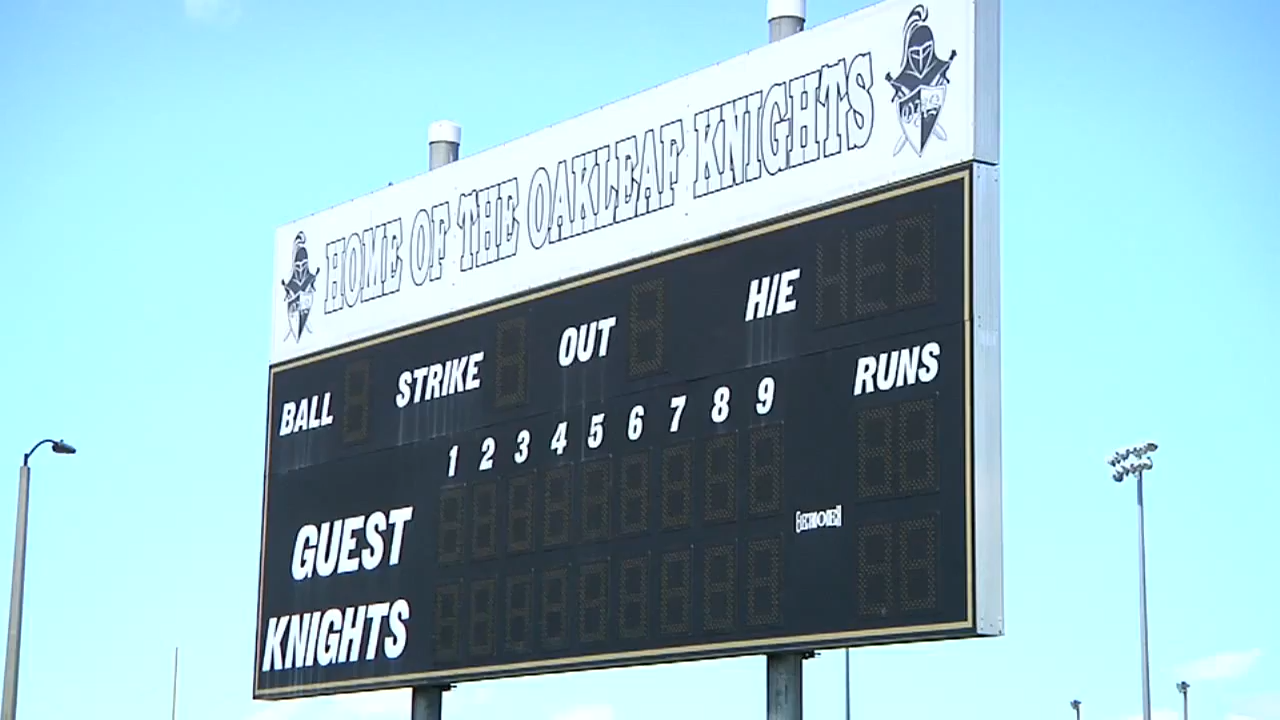 HOME OF THE OAKLEAF KNIGHTS
BALL STRIKE OUT H/E
1 2 3 4 5 6 7 8 9 RUNS
GUEST
KNIGHTS